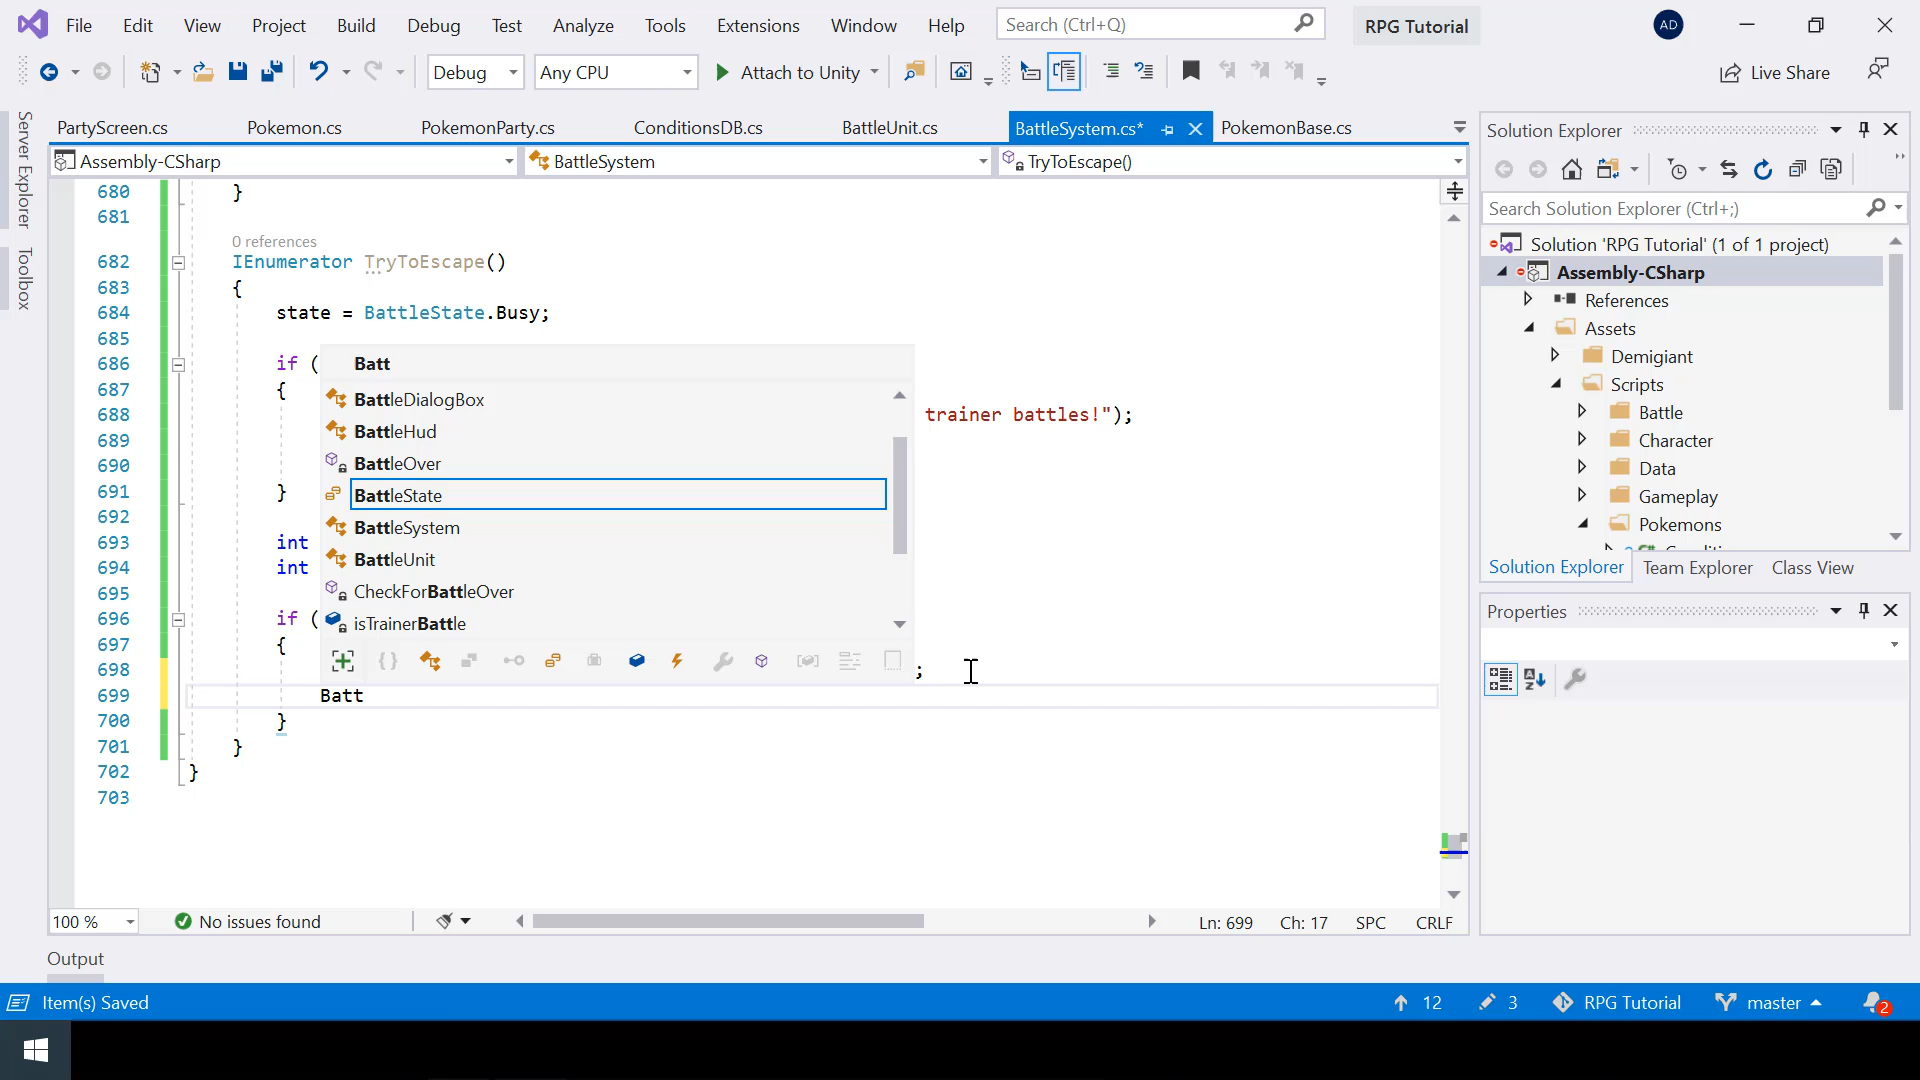 File Edit View Project Build Debug Test Analyze Tools Extensions Window Help Search (Ctrl+Q) RPG Tutorial AD
Debug Any CPU Attach to Unity Live Share
Server Explorer
Toolbox
PartyScreen.cs Pokemon.cs PokemonParty.cs ConditionsDB.cs BattleUnit.cs BattleSystem.cs* PokemonBase.cs
Assembly-CSharp BattleSystem TryToEscape()
680 }
681
0 references
682 IEnumerator TryToEscape()
683 {
684 state = BattleState.Busy;
685
686 if (
687 {
688 trainer battles!");
689
690
691 }
692
693 int
694 int
695
696 if (
697 {
698 ;
699 Batt
700 }
701 }
702 }
703
Batt
BattleDialogBox
BattleHud
BattleOver
BattleState
BattleSystem
BattleUnit
CheckForBattleOver
isTrainerBattle
100 % No issues found Ln: 699 Ch: 17 SPC CRLF
Output
Solution Explorer
Search Solution Explorer (Ctrl+;)
Solution 'RPG Tutorial' (1 of 1 project)
Assembly-CSharp
References
Assets
Demigiant
Scripts
Battle
Character
Data
Gameplay
Pokemons
Solution Explorer Team Explorer Class View
Properties
Item(s) Saved 12 3 RPG Tutorial master 2